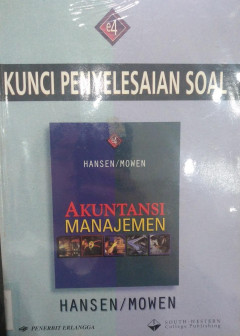 e4
KUNCI PENYELESAIAN SOAL
HANSEN/MOWEN
AKUNTANSI
MANAJEMEN
HANSEN/MOWEN
PENERBIT ERLANGGA
SOUTH WESTERN
College Publishing